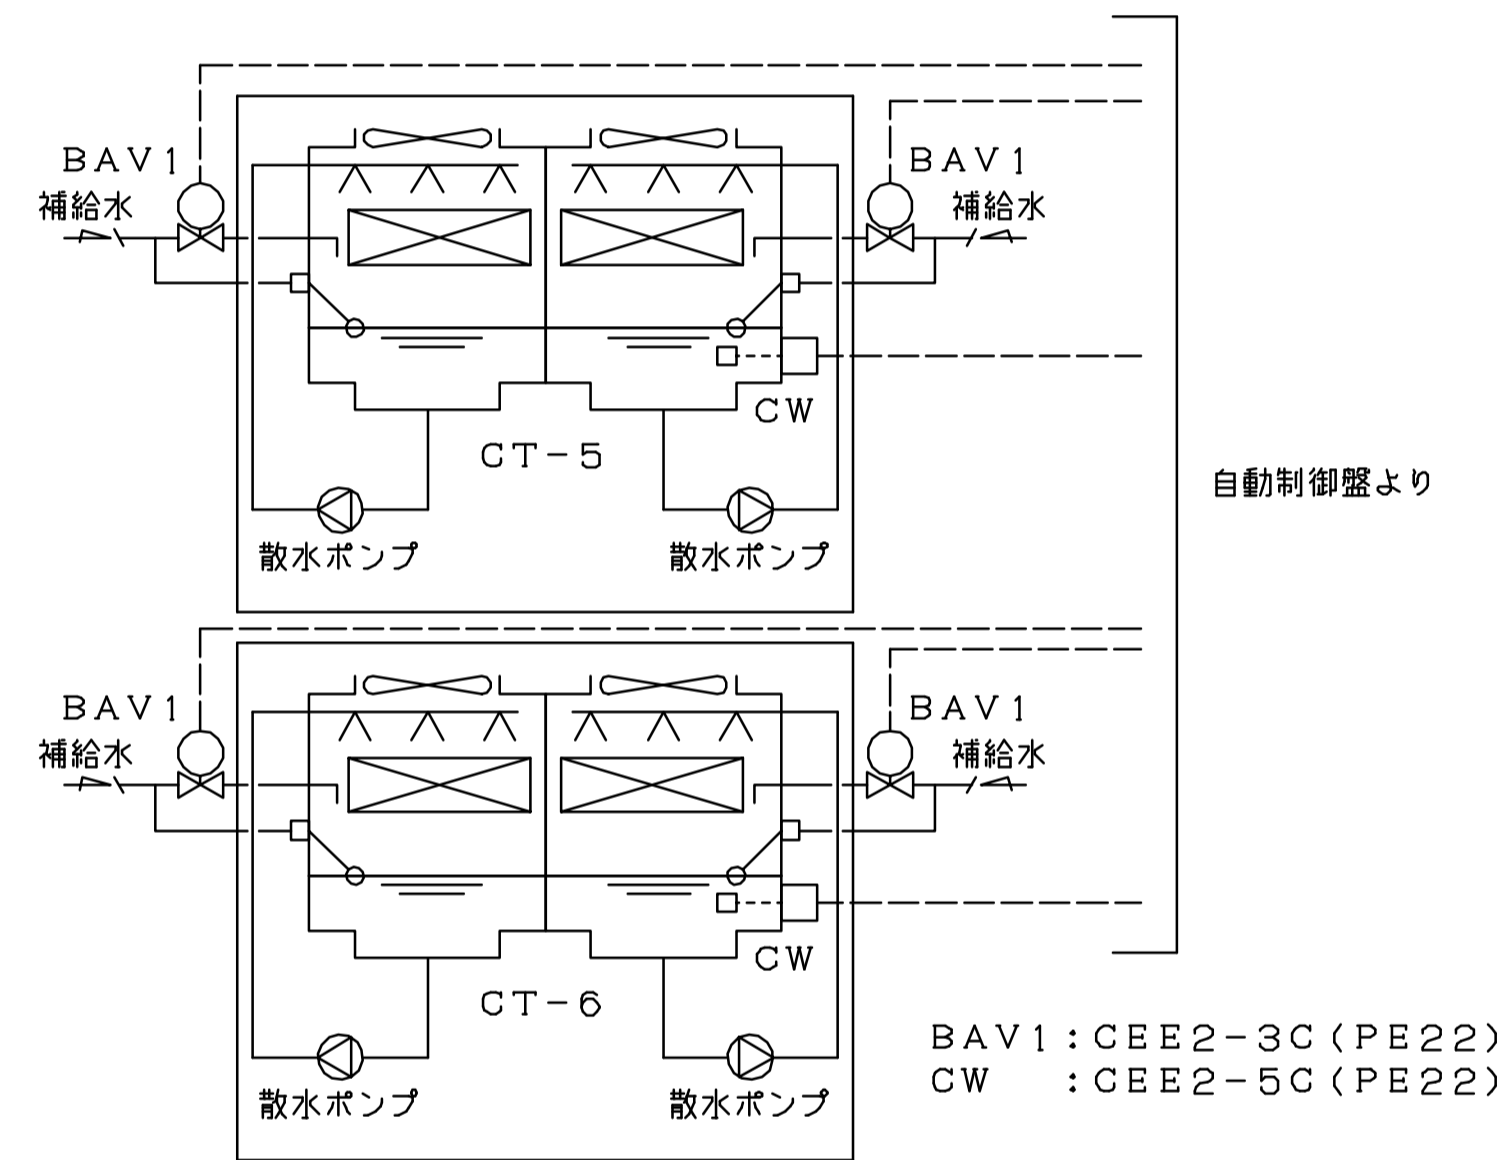 BAV1
補給水
BAV1
補給水
CW
CT-5
散水ポンプ
散水ポンプ
自動制御盤より
BAV1
補給水
BAV1
補給水
CW
CT-6
散水ポンプ
散水ポンプ
BAV1:CEE2-3C(PE22)
CW :CEE2-5C(PE22)